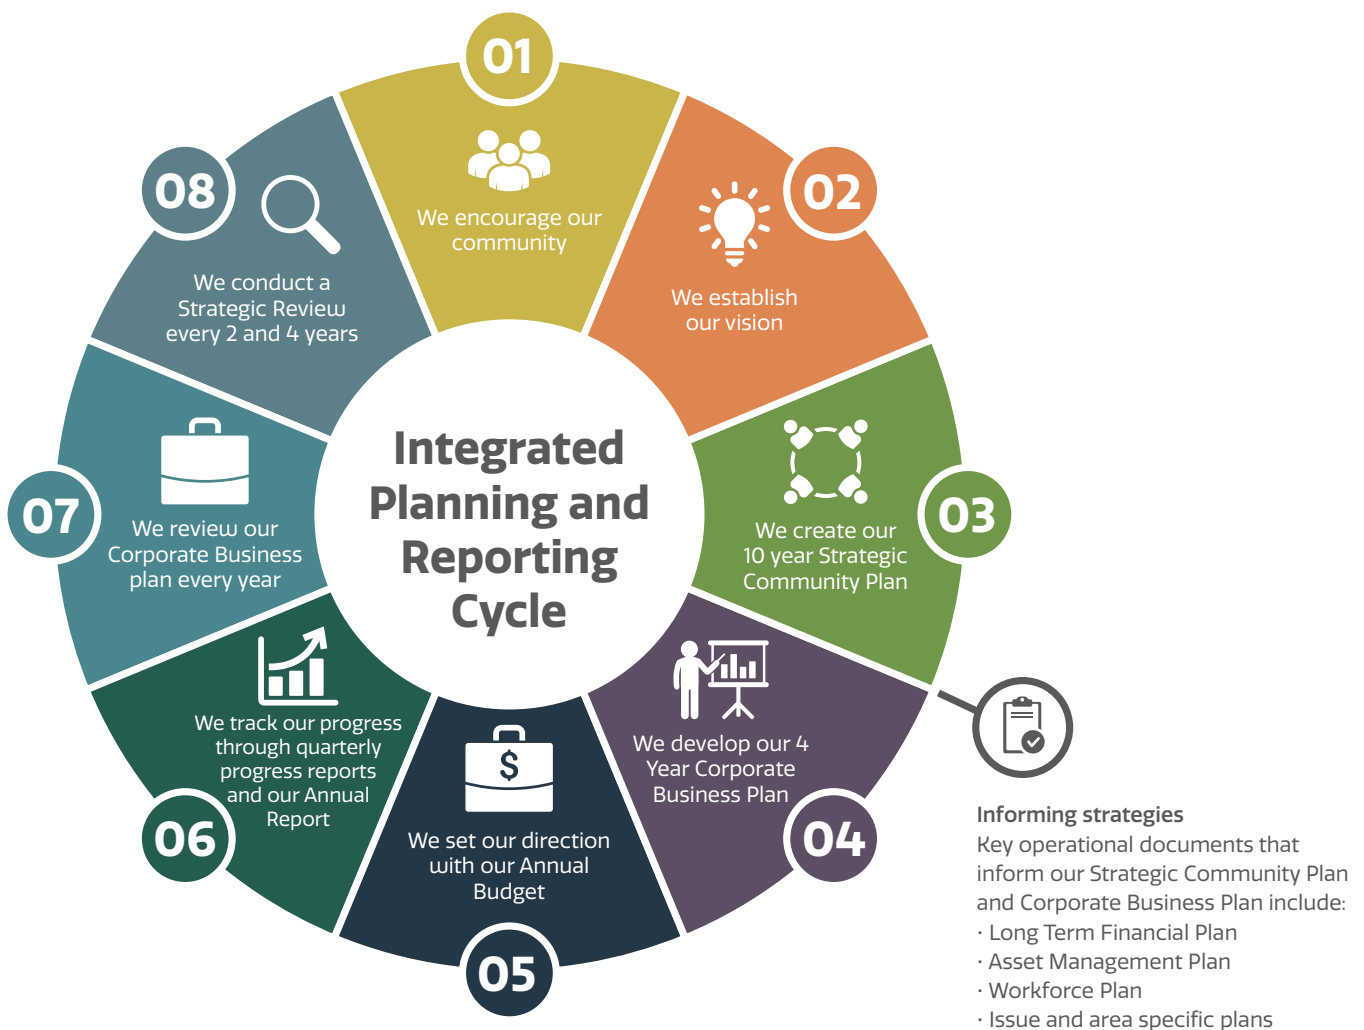 01
We encourage our
community
02
We establish
our vision
03
We create our
10 year Strategic
Community Plan
04
We develop our 4
Year Corporate
Business Plan
05
$
We set our direction
with our Annual
Budget
06
We track our progress
through quarterly
progress reports
and our Annual
Report
07
We review our
Corporate Business
plan every year
08
We conduct a
Strategic Review
every 2 and 4 years
Integrated
Planning and
Reporting
Cycle
Informing strategies
Key operational documents that
inform our Strategic Community Plan
and Corporate Business Plan include:
· Long Term Financial Plan
· Asset Management Plan
· Workforce Plan
· Issue and area specific plans